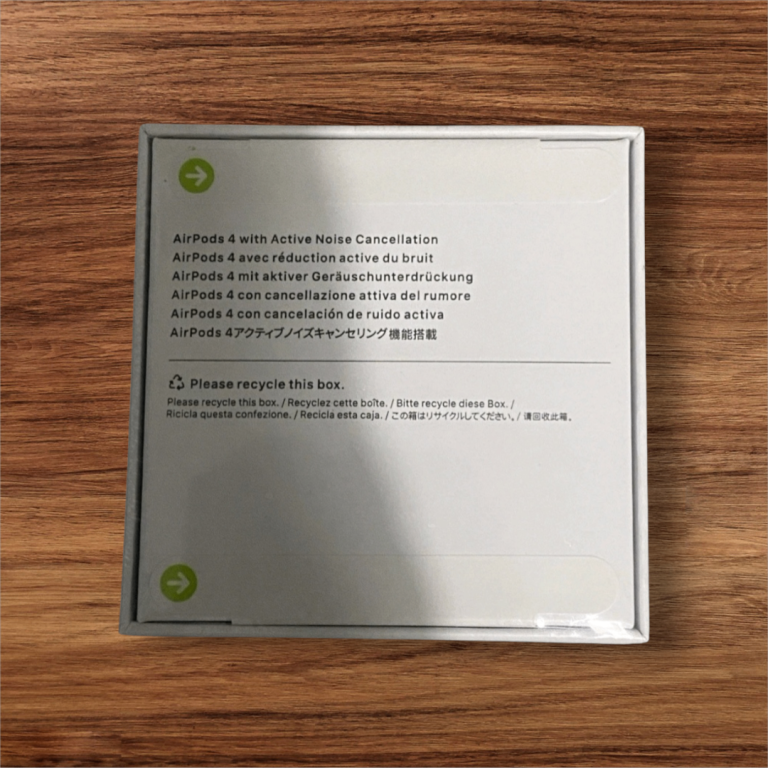 AirPods 4 with Active Noise Cancellation
AirPods 4 avec réduction active du bruit
AirPods 4 mit aktiver Geräuschunterdrückung
AirPods 4 con cancellazione attiva del rumore
AirPods 4 con cancelación de ruido activa
AirPods 4アクティブノイズキャンセリング機能搭載
Please recycle this box.
Please recycle this box. / Recyclez cette boîte. / Bitte recycle diese Box. /
Ricicla questa confezione. / Recicla esta caja. / この箱はリサイクルしてください。/ 请回收此箱。